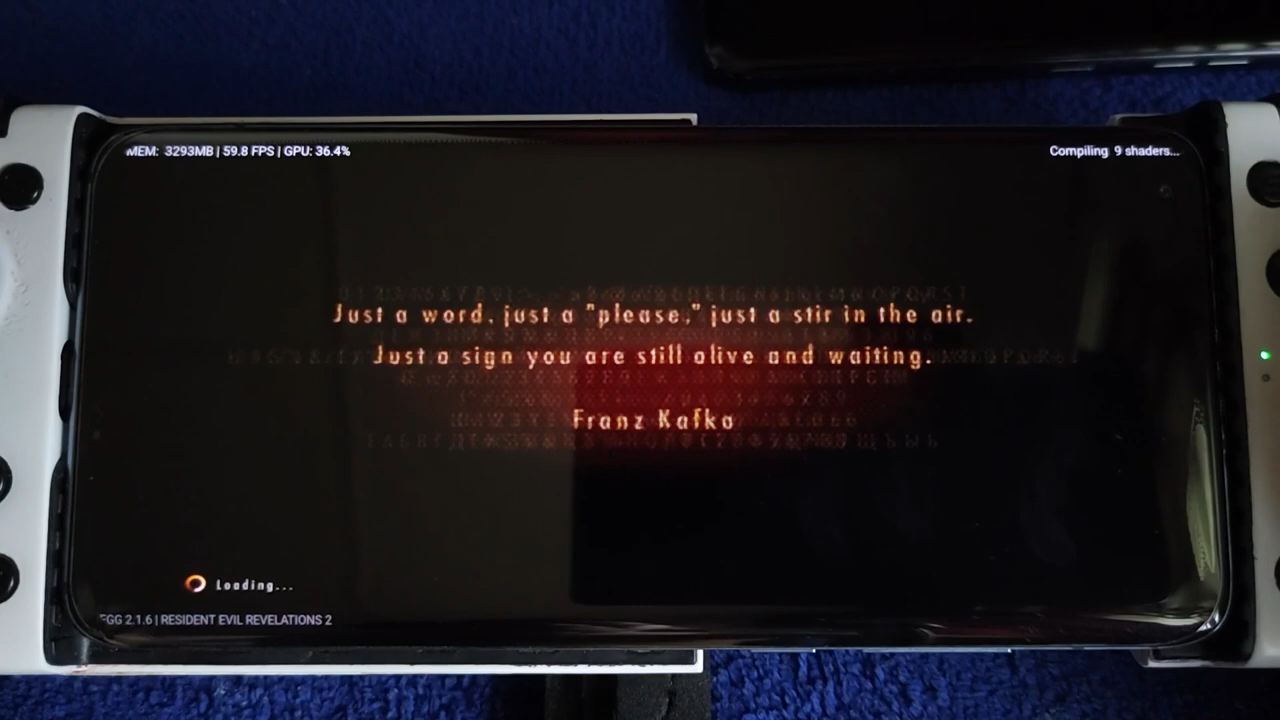 MEM: 3293MB | 59.8 FPS | GPU: 36.4%
Compiling 9 shaders...
Just a word, just a "please," just a stir in the air.
Just a sign you are still alive and waiting.
Franz Kafka
Loading...
EGG 2.1.6 | RESIDENT EVIL REVELATIONS 2